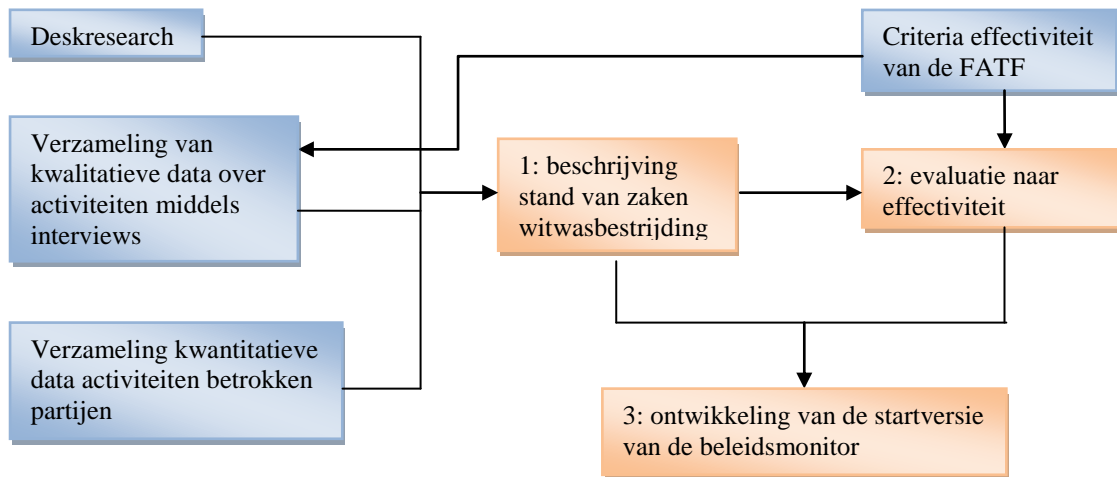 Deskresearch
Criteria effectiviteit
van de FATF
Verzameling van
kwalitatieve data over
activiteiten middels
interviews
1: beschrijving
stand van zaken
witwasbestrijding
2: evaluatie naar
effectiviteit
Verzameling kwantitatieve
data activiteiten betrokken
partijen
3: ontwikkeling van de startversie
van de beleidsmonitor